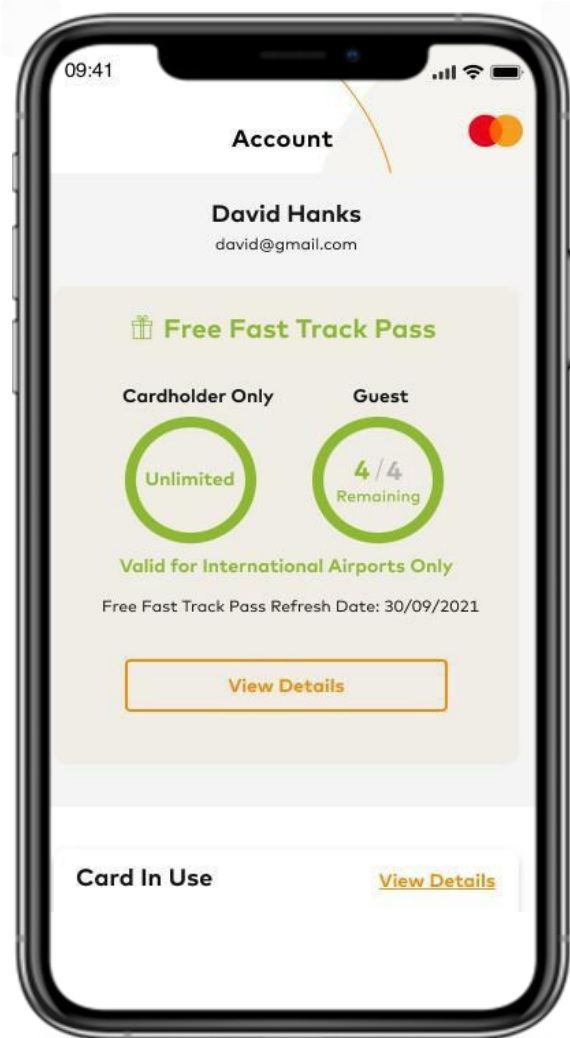 09:41
Account
David Hanks
david@gmail.com
Free Fast Track Pass
Cardholder Only
Guest
Unlimited
4/4
Remaining
Valid for International Airports Only
Free Fast Track Pass Refresh Date: 30/09/2021
View Details
Card In Use
View Details